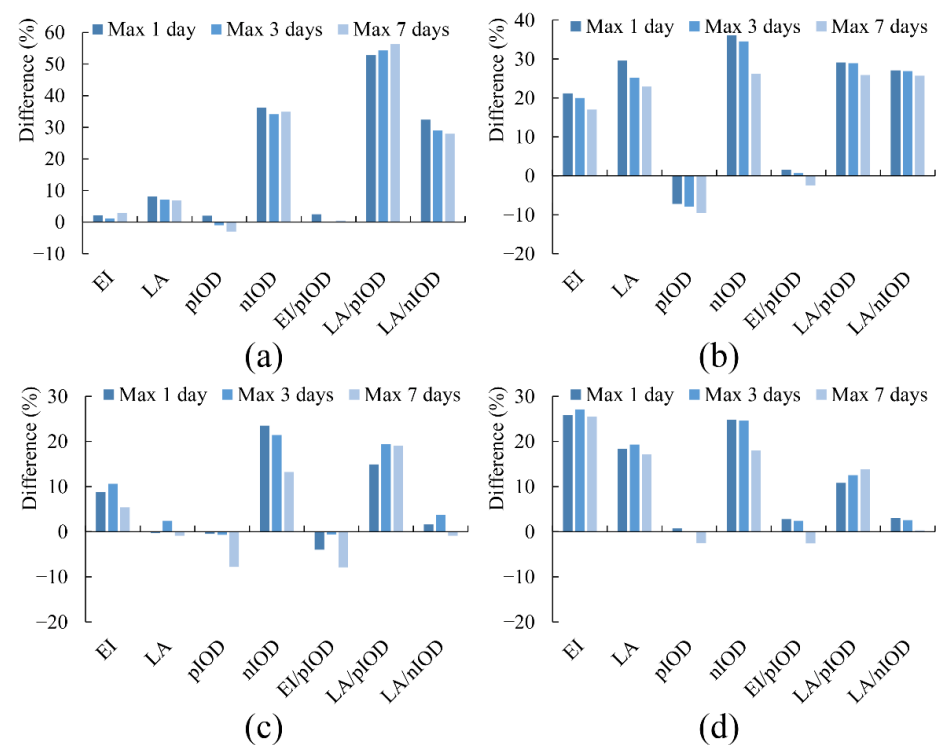 (a)
Max 1 day Max 3 days Max 7 days
Difference (%)
60
50
40
30
20
10
0
−10
EI LA pIOD nIOD EI/pIOD LA/pIOD LA/nIOD
(b)
Max 1 day Max 3 days Max 7 days
Difference (%)
40
30
20
10
0
−10
−20
EI LA pIOD nIOD EI/pIOD LA/pIOD LA/nIOD
(c)
Max 1 day Max 3 days Max 7 days
Difference (%)
30
20
10
0
−10
−20
EI LA pIOD nIOD EI/pIOD LA/pIOD LA/nIOD
(d)
Max 1 day Max 3 days Max 7 days
Difference (%)
30
20
10
0
−10
−20
EI LA pIOD nIOD EI/pIOD LA/pIOD LA/nIOD